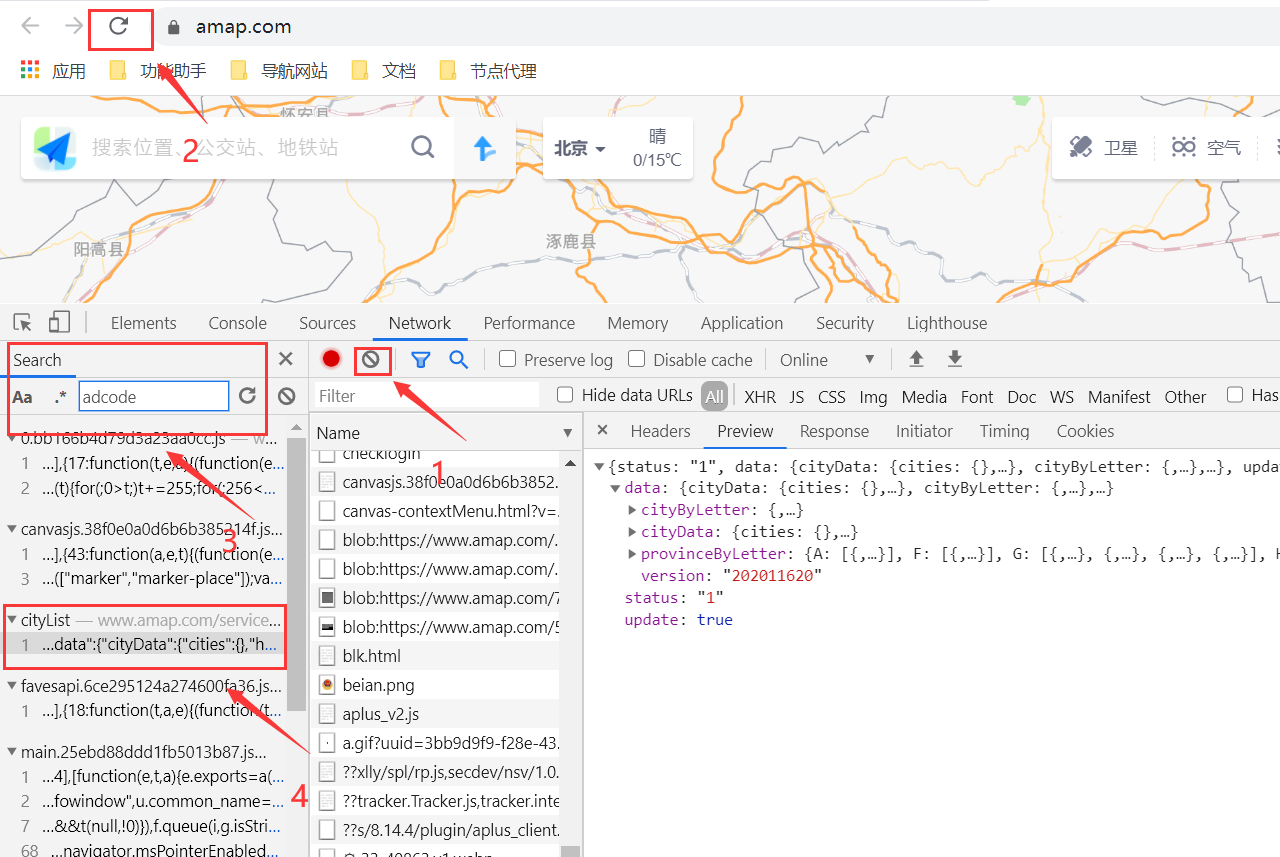 amap.com
应用 功能助手 导航网站 文档 节点代理
怀安县
搜索位置、公交站、地铁站
2
北京
晴
0/15℃
卫星
空气
阳高县
涿鹿县
Elements Console Sources Network Performance Memory Application Security Lighthouse
Search
Preserve log Disable cache Online
Aa .* adcode
Filter Hide data URLs All XHR JS CSS Img Media Font Doc WS Manifest Other Has
1
3
4
0.bb166b4d79d3a23aa0cc.js — w...
1 ...],{17:function(t,e,a){(function(e...
2 ...(t){for(;0>t;)t+=255;for(;256<...
canvasjs.38f0e0a0d6b6b385214f.js...
1 ...],{43:function(a,e,t){(function(e...
3 ...(["marker","marker-place"]);va...
cityList — www.amap.com/service...
1 ...data":{"cityData":{"cities":{},"h...
favesapi.6ce295124a274600fa36.js...
1 ...],{18:function(t,a,e){(function(t...
main.25ebd88ddd1fb5013b87.js...
1 ...4],[function(e,t,a){e.exports=a(...
2 ...fowindow",u.common_name=...
7 ...&&t(null,!0)}),f.queue(i,g.isStri...
68 ...navigator.msPointerEnabled...
Name
checklogin
canvasjs.38f0e0a0d6b6b3852...
canvas-contextMenu.html?v=...
blob:https://www.amap.com/...
blob:https://www.amap.com/...
blob:https://www.amap.com/7
blob:https://www.amap.com/5
blk.html
beian.png
aplus_v2.js
a.gif?uuid=3bb9d9f9-f28e-43...
??xlly/spl/rp.js,secdev/nsv/1.0...
??tracker.Tracker.js,tracker.inte
??s/8.14.4/plugin/aplus_client...
Headers Preview Response Initiator Timing Cookies
{status: "1", data: {cityData: {cities: {},…}, cityByLetter: {,…},…}, upda
data: {cityData: {cities: {},…}, cityByLetter: {,…},…}
cityByLetter: {,…}
cityData: {cities: {},…}
provinceByLetter: {A: [{,…}], F: [{,…}], G: [{,…}, {,…}, {,…}, {,…}], H
version: "202011620"
status: "1"
update: true